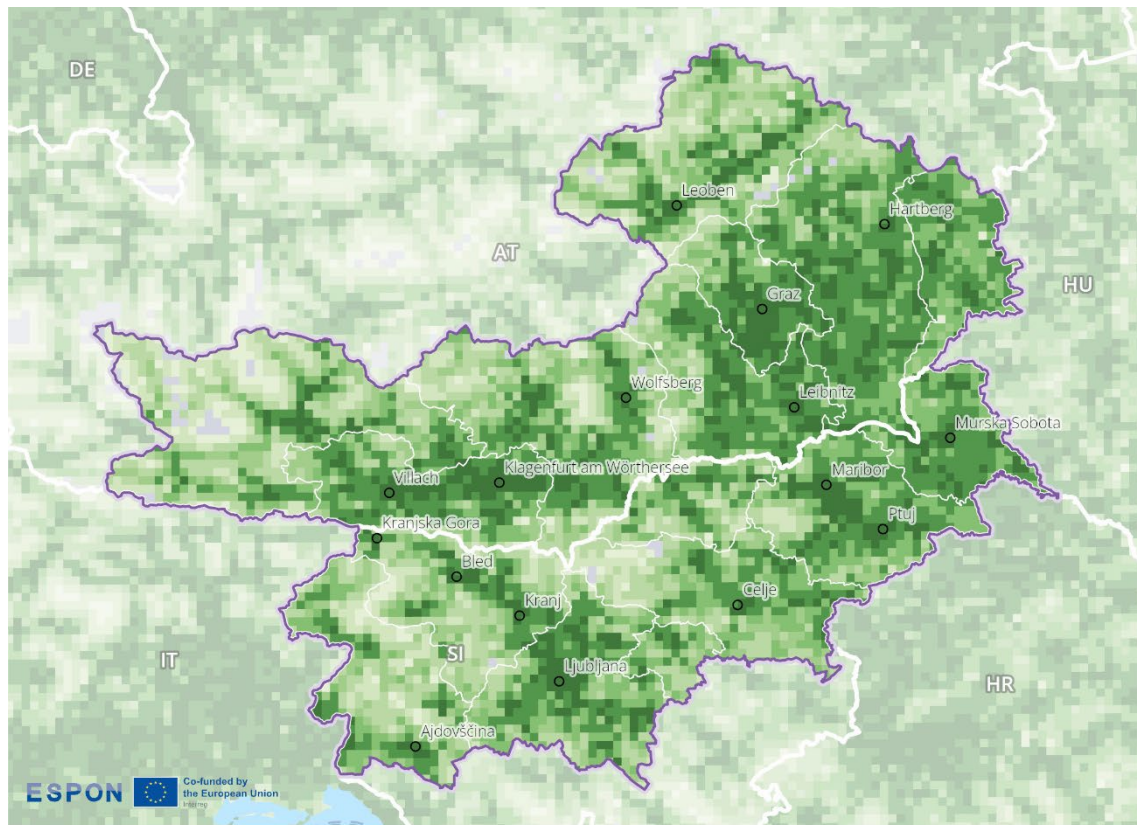 DE
Leoben
Hartberg
AT
HU
Graz
Wolfsberg
Leibnitz
Murska Sobota
Klagenfurt am Wörthersee
Villach
Maribor
Ptuj
Kranjska Gora
Bled
Celje
Kranj
SI
IT
Ljubljana
HR
Ajdovščina
ESPON
Co-funded by
the European Union
Interreg